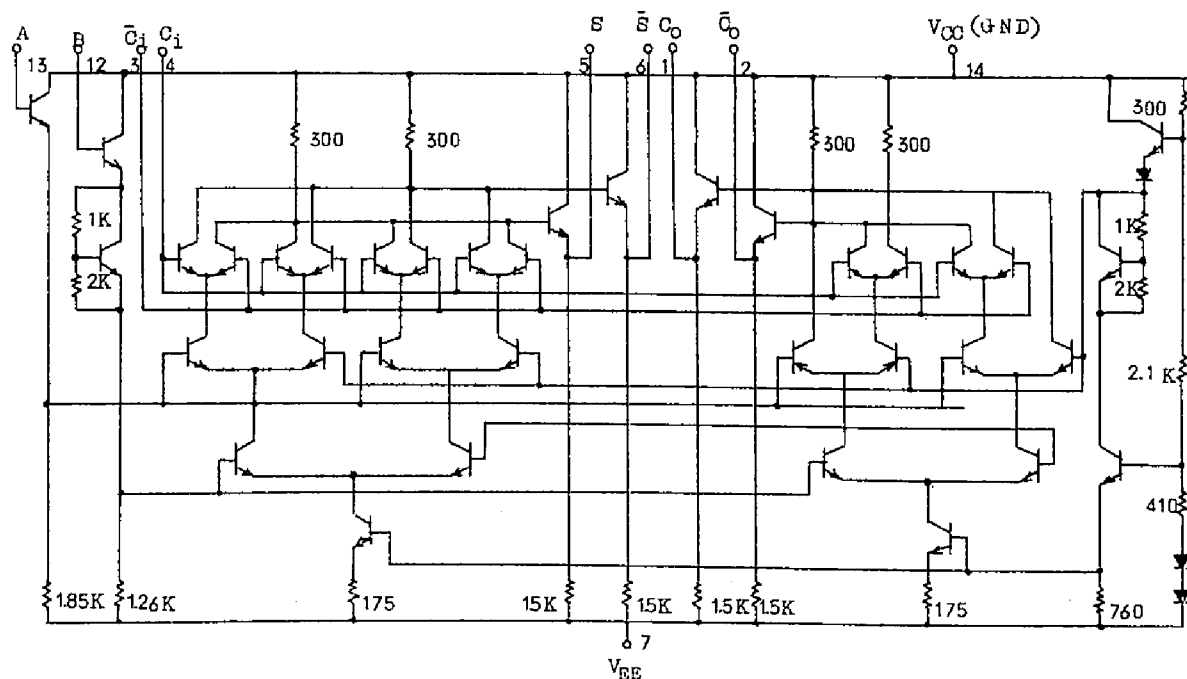 A B C̄i Ci S S̄ Co C̄o VCC (GND)
13 12 3 4 5 6 1 2 14
300 300 300 300 300
1K 1K
2K 2K
2.1 K
410
1.85K 1.26K 175 15K 1.5K 1.5K 1.5K 175 760
7
VEE